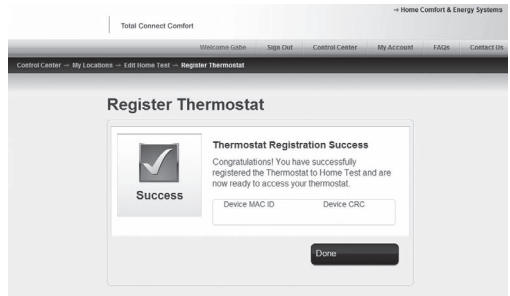 → Home Comfort & Energy Systems
Total Connect Comfort
Welcome Gabe Sign Out Control Center My Account FAQs Contact Us
Control Center → My Locations → Edit Home Test → Register Thermostat
Register Thermostat
Thermostat Registration Success
Congratulations! You have successfully
registered the Thermostat to Home Test and are
now ready to access your thermostat.
Success
Device MAC ID Device CRC
Done